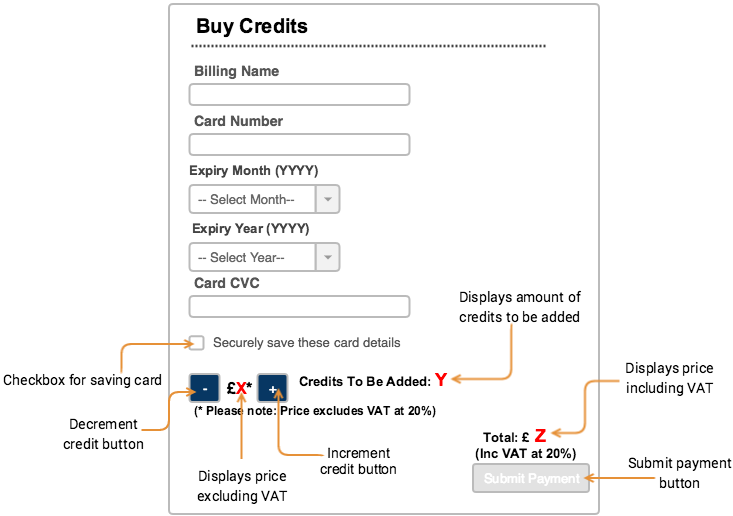 Buy Credits
Billing Name
Card Number
Expiry Month (YYYY)
-- Select Month--
Expiry Year (YYYY)
-- Select Year--
Card CVC
Displays amount of
credits to be added
Securely save these card details
Checkbox for saving card
- £X* +
Credits To Be Added: Y
Displays price
including VAT
(* Please note: Price excludes VAT at 20%)
Decrement
credit button
Total: £ Z
(Inc VAT at 20%)
Increment
credit button
Displays price
excluding VAT
Submit Payment
Submit payment
button